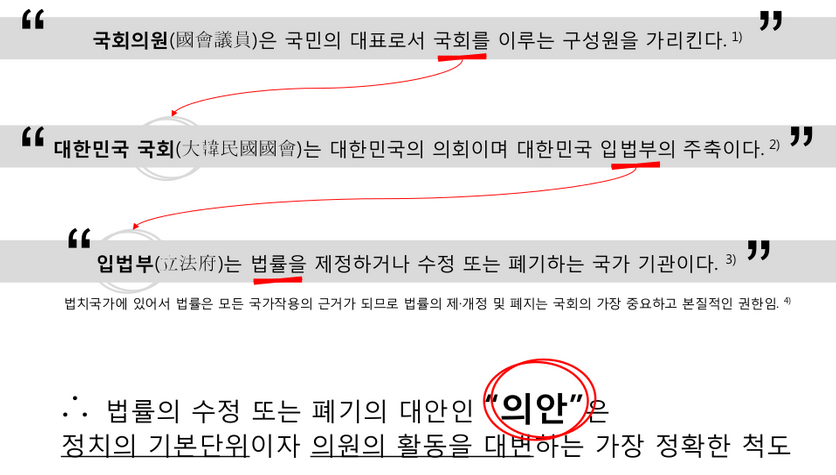 “ 국회의원(國會議員)은 국민의 대표로서 국회를 이루는 구성원을 가리킨다. 1) ”
“ 대한민국 국회(大韓民國國會)는 대한민국의 의회이며 대한민국 입법부의 주축이다. 2) ”
“ 입법부(立法府)는 법률을 제정하거나 수정 또는 폐기하는 국가 기관이다. 3) ”
법치국가에 있어서 법률은 모든 국가작용의 근거가 되므로 법률의 제·개정 및 폐지는 국회의 가장 중요하고 본질적인 권한임. 4)
∴ 법률의 수정 또는 폐기의 대안인 “의안”은
정치의 기본단위이자 의원의 활동을 대변하는 가장 정확한 척도